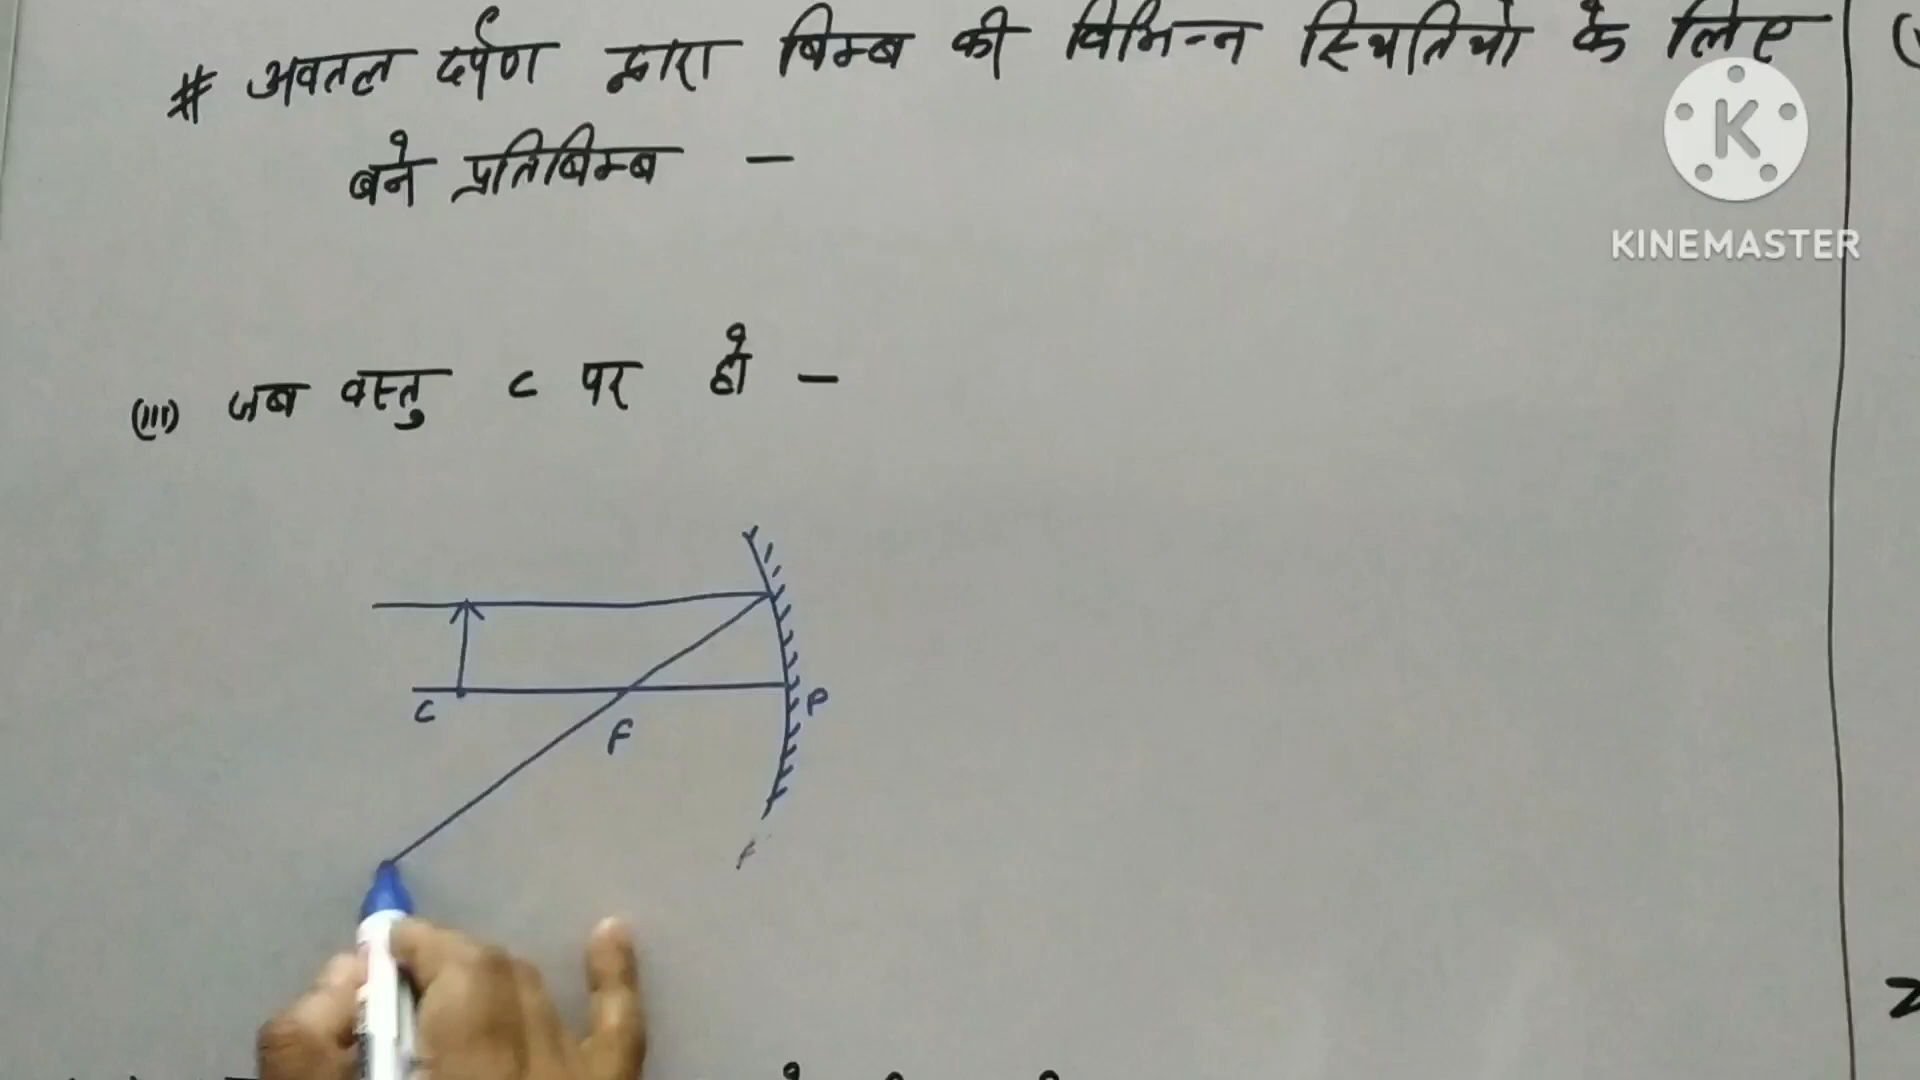 # अवतल दर्पण द्वारा बिम्ब की विभिन्न स्थितियो के लिए
बने प्रतिबिम्ब -
K
KINEMASTER
(iii) जब वस्तु C पर हो -
C
F
P